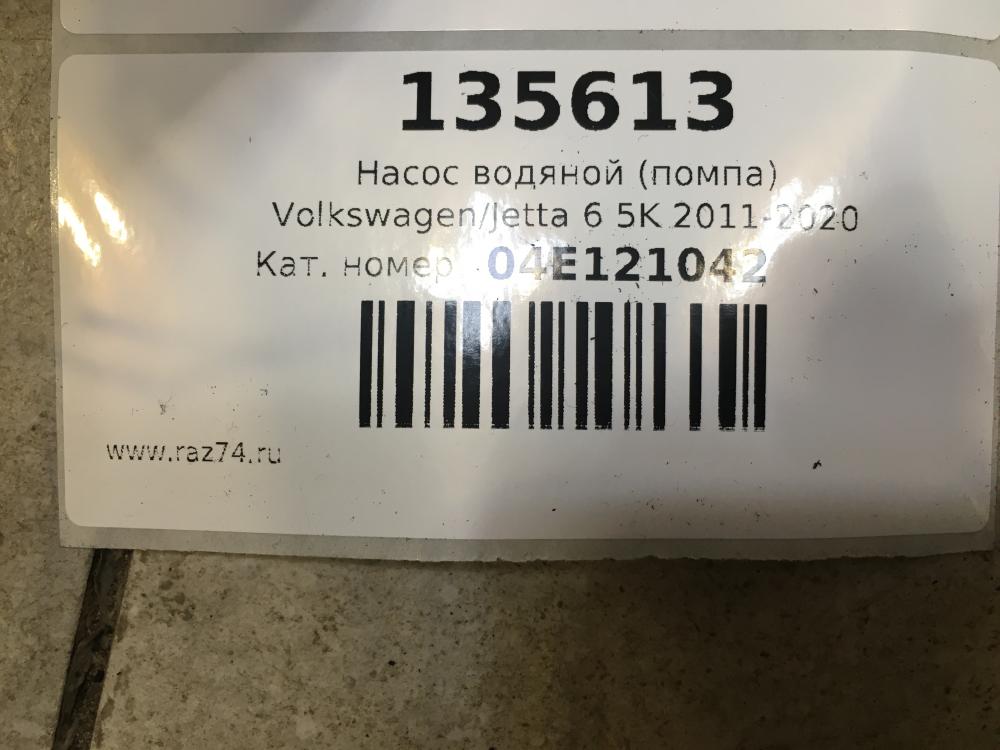 135613
Насос водяной (помпа)
Volkswagen/Jetta 6 5K 2011-2020
Кат. номер 04E121042
www.raz74.ru